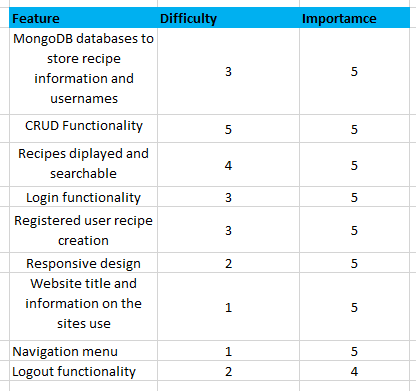 Feature Difficulty Importamce
MongoDB databases to
store recipe
information and
usernames
3 5
CRUD Functionality 5 5
Recipes diplayed and
searchable
4 5
Login functionality 3 5
Registered user recipe
creation
3 5
Responsive design 2 5
Website title and
information on the
sites use
1 5
Navigation menu 1 5
Logout functionality 2 4